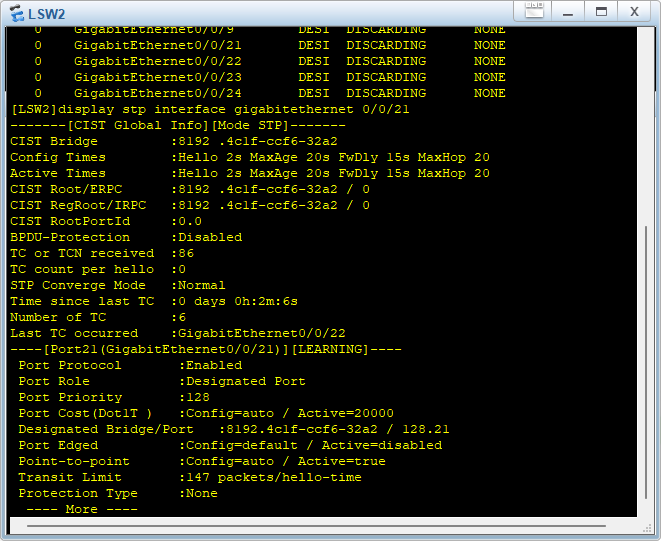 LSW2
X
0 GigabitEthernet0/0/9 DESI DISCARDING NONE
0 GigabitEthernet0/0/21 DESI DISCARDING NONE
0 GigabitEthernet0/0/22 DESI DISCARDING NONE
0 GigabitEthernet0/0/23 DESI DISCARDING NONE
0 GigabitEthernet0/0/24 DESI DISCARDING NONE
[LSW2]display stp interface gigabitethernet 0/0/21
-------[CIST Global Info][Mode STP]-------
CIST Bridge :8192 .4c1f-ccf6-32a2
Config Times :Hello 2s MaxAge 20s FwDly 15s MaxHop 20
Active Times :Hello 2s MaxAge 20s FwDly 15s MaxHop 20
CIST Root/ERPC :8192 .4c1f-ccf6-32a2 / 0
CIST RegRoot/IRPC :8192 .4c1f-ccf6-32a2 / 0
CIST RootPortId :0.0
BPDU-Protection :Disabled
TC or TCN received :86
TC count per hello :0
STP Converge Mode :Normal
Time since last TC :0 days 0h:2m:6s
Number of TC :6
Last TC occurred :GigabitEthernet0/0/22
----[Port21(GigabitEthernet0/0/21)][LEARNING]----
Port Protocol :Enabled
Port Role :Designated Port
Port Priority :128
Port Cost(Dot1T ) :Config=auto / Active=20000
Designated Bridge/Port :8192.4c1f-ccf6-32a2 / 128.21
Port Edged :Config=default / Active=disabled
Point-to-point :Config=auto / Active=true
Transit Limit :147 packets/hello-time
Protection Type :None
---- More ----